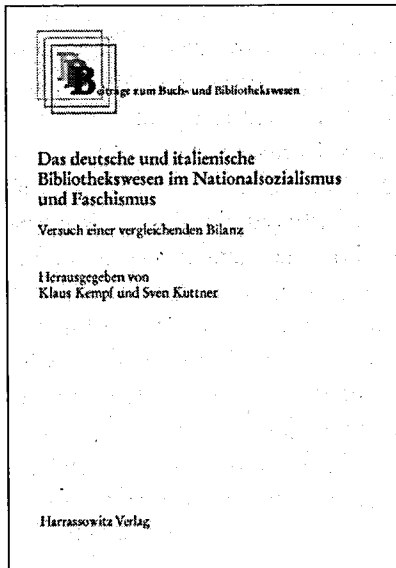 Beiträge zum Buch- und Bibliothekswesen
Das deutsche und italienische
Bibliothekswesen im Nationalsozialismus
und Faschismus
Versuch einer vergleichenden Bilanz
Herausgegeben von
Klaus Kempf und Sven Kuttner
Harrassowitz Verlag